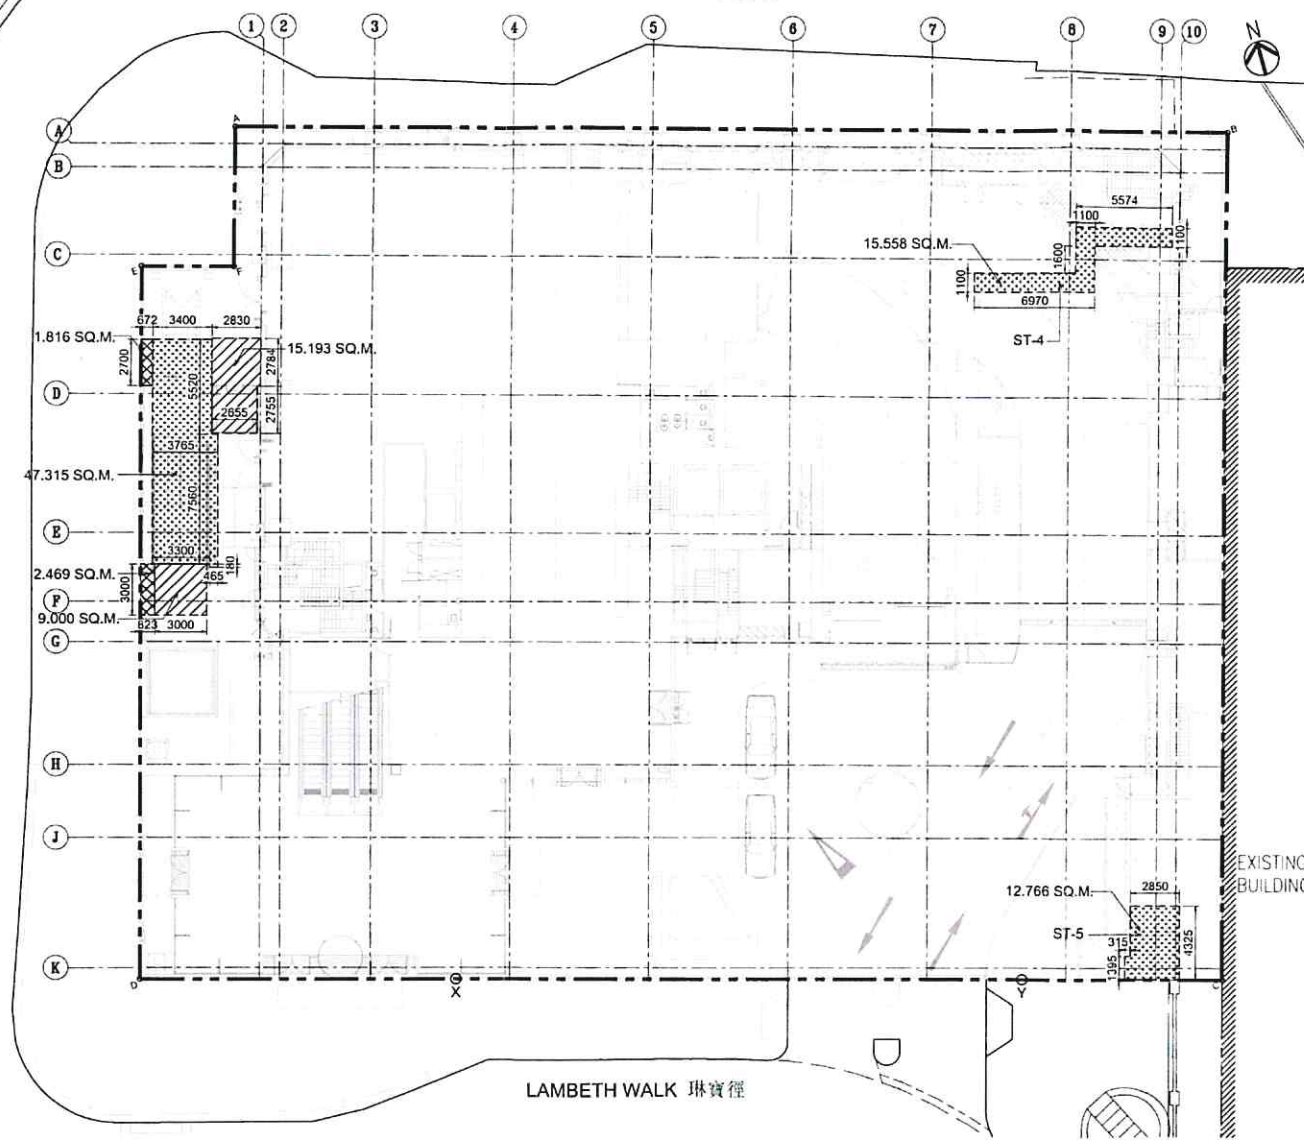 1 2 3 4 5 6 7 8 9 10
N
A
A B
B
5574
1100
15.558 SQ.M.
1600
1100
C
E F
1100
6970
ST-4
672 3400 2830
1.816 SQ.M.
15.193 SQ.M.
2700
2784
5520
D
2655
2755
3765
47.315 SQ.M.
7560
E
3300
180
2.469 SQ.M.
465
3000
F
9.000 SQ.M.
623 3000
G
H
J
EXISTING
BUILDING
12.766 SQ.M.
2850
ST-5
315
4325
1395
K
D X Y C
LAMBETH WALK 琳寶徑